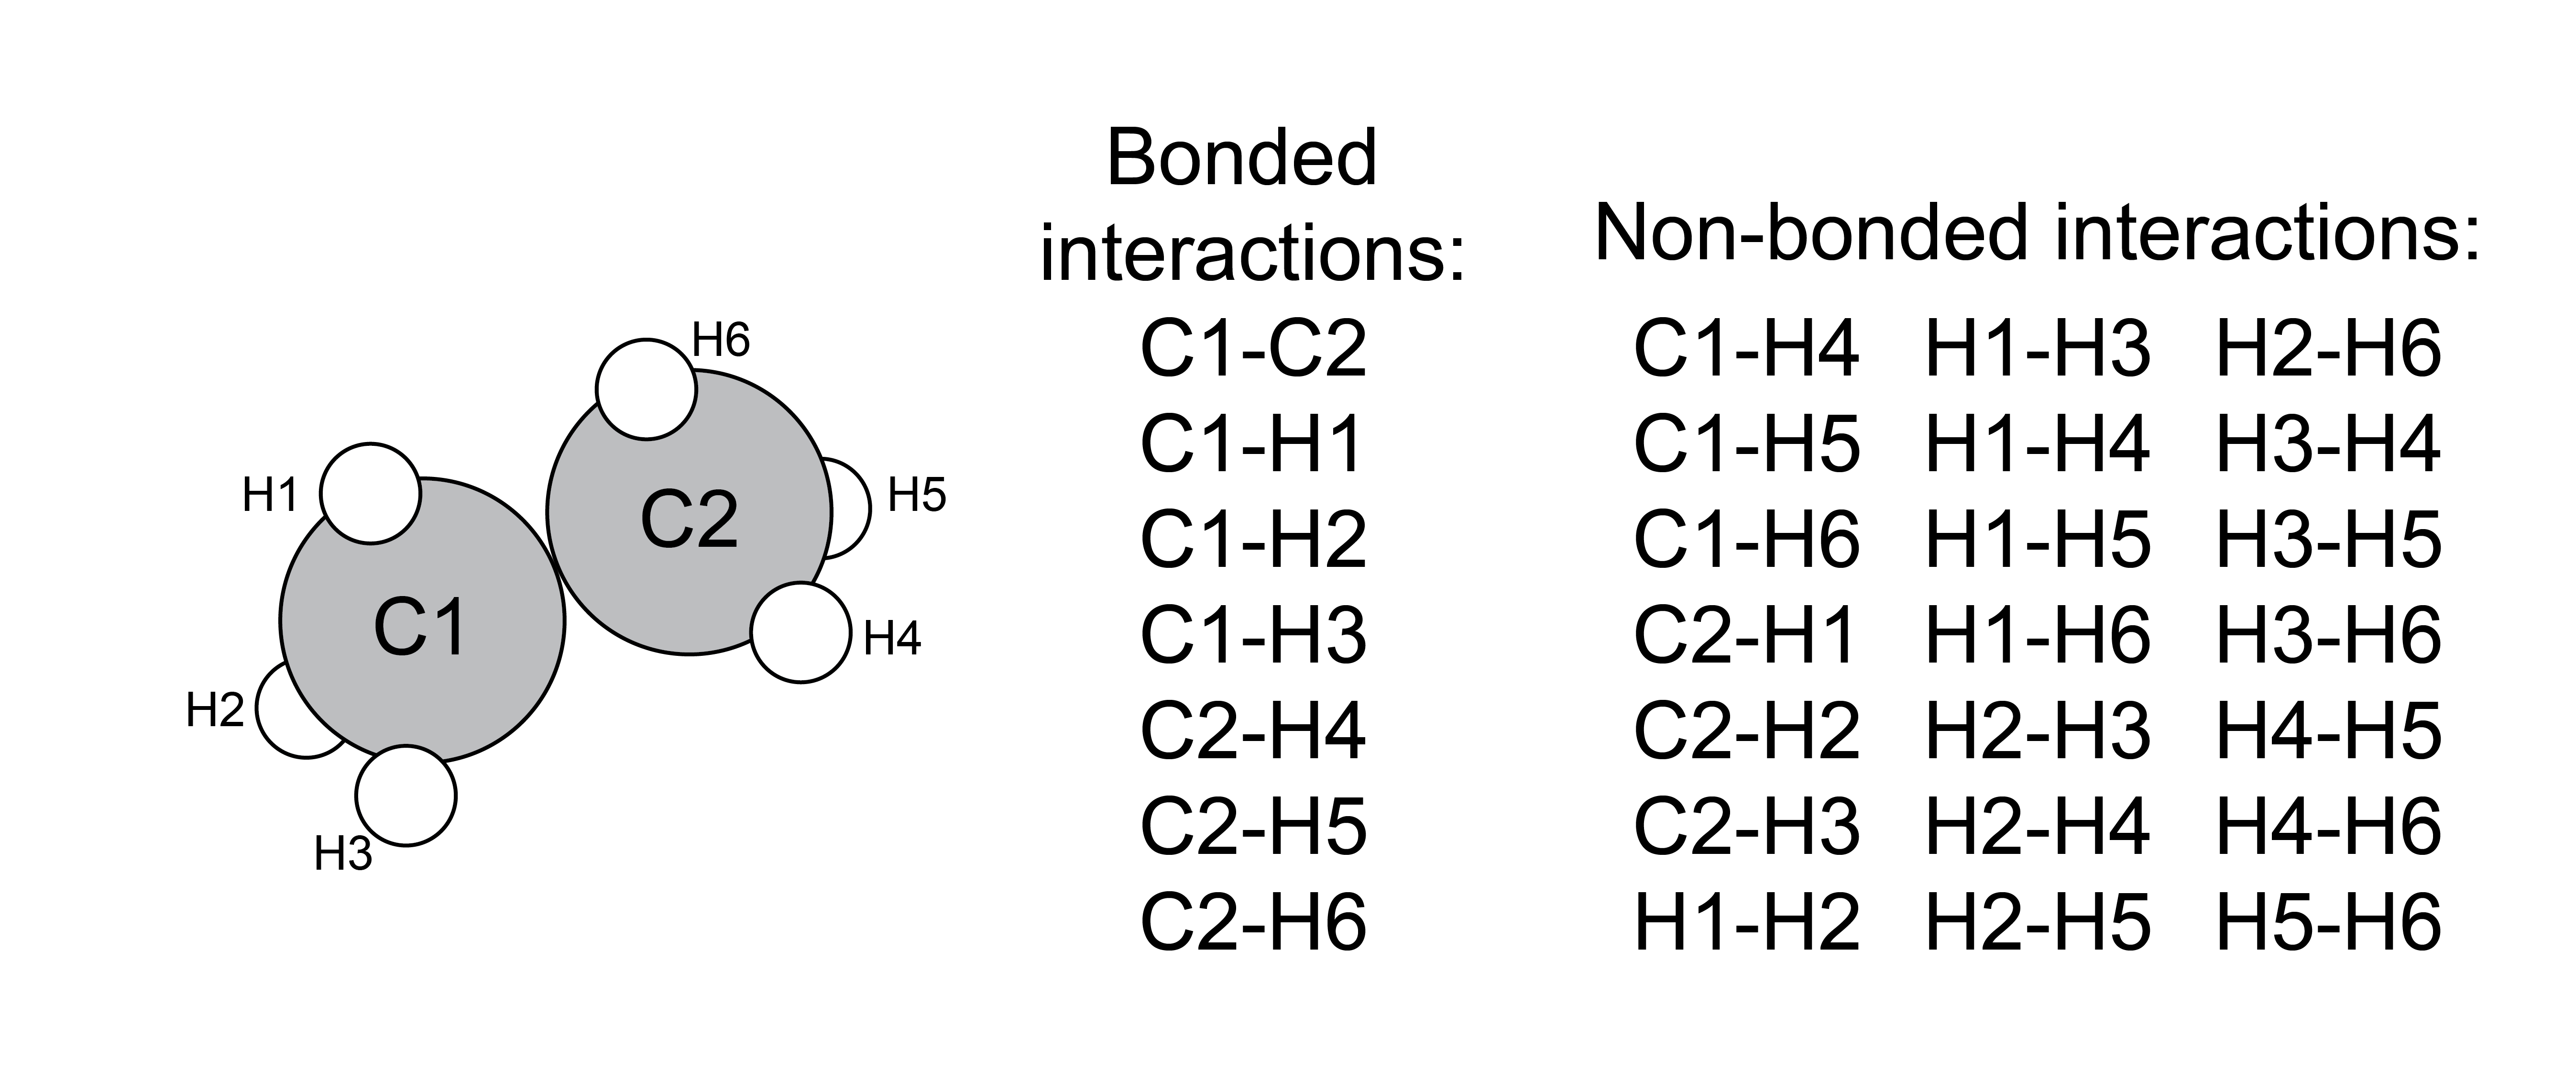 H6
H1
H5
C2
C1
H4
H2
H3
Bonded
interactions:
C1-C2
C1-H1
C1-H2
C1-H3
C2-H4
C2-H5
C2-H6
Non-bonded interactions:
C1-H4 H1-H3 H2-H6
C1-H5 H1-H4 H3-H4
C1-H6 H1-H5 H3-H5
C2-H1 H1-H6 H3-H6
C2-H2 H2-H3 H4-H5
C2-H3 H2-H4 H4-H6
H1-H2 H2-H5 H5-H6